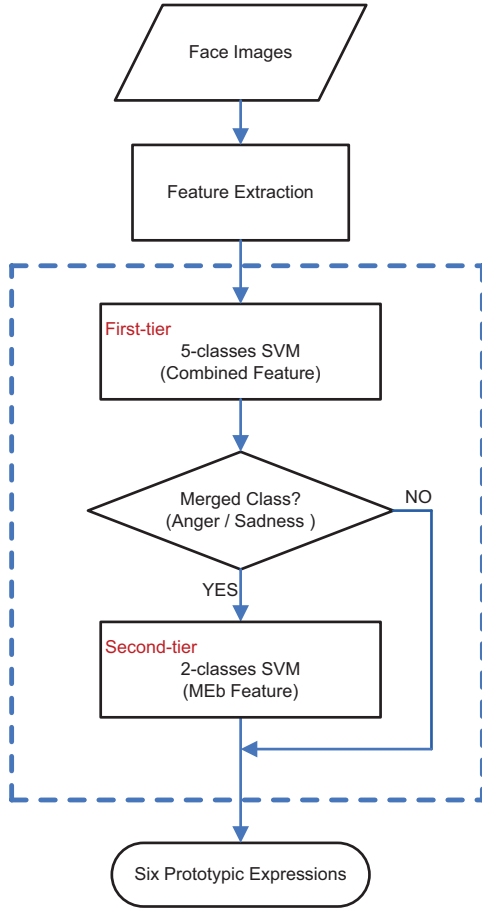 Face Images
Feature Extraction
First-tier
5-classes SVM
(Combined Feature)
Merged Class?
(Anger / Sadness )
NO
YES
Second-tier
2-classes SVM
(MEb Feature)
Six Prototypic Expressions